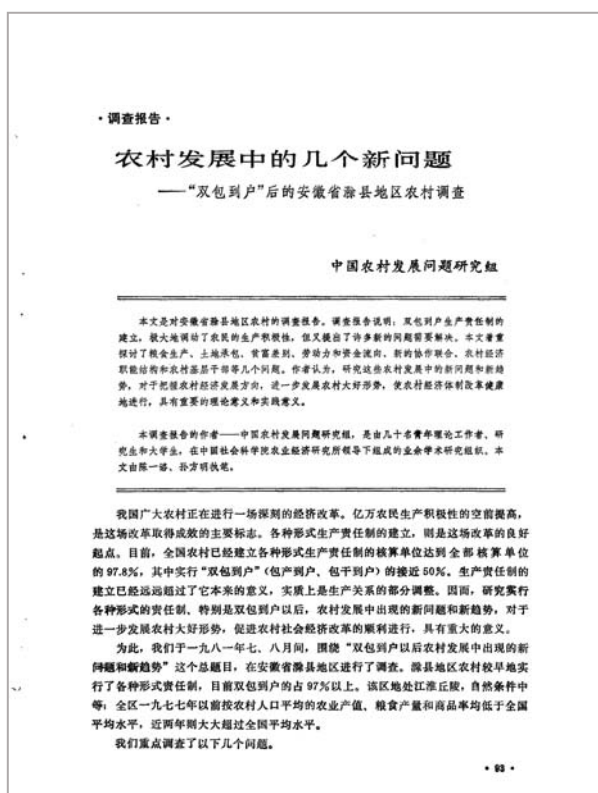 ·调查报告·
农村发展中的几个新问题
——“双包到户”后的安徽省滁县地区农村调查
中国农村发展问题研究组
本文是对安徽省滁县地区农村的调查报告。调查报告说明：双包到户生产责任制的
建立，极大地调动了农民的生产积极性，但又提出了许多新的问题需要解决。本文着重
探讨了粮食生产、土地承包、贫富差别、劳动力和资金流向、新的协作联合、农村经济
职能结构和农村基层干部等几个问题。作者认为，研究这些农村发展中的新问题和新趋
势，对于把握农村经济发展方向，进一步发展农村大好形势，使农村经济体制改革健康
地进行，具有重要的理论意义和实践意义。
本调查报告的作者——中国农村发展问题研究组，是由几十名青年理论工作者、研
究生和大学生，在中国社会科学院农业经济研究所领导下组成的业余学术研究组织。本
文由陈一谘、孙方明执笔。
我国广大农村正在进行一场深刻的经济改革。亿万农民生产积极性的空前提高，
是这场改革取得成效的主要标志。各种形式生产责任制的建立，则是这场改革的良好
起点。目前，全国农村已经建立各种形式生产责任制的核算单位达到全部核算单位
的97.8%，其中实行“双包到户”（包产到户、包干到户）的接近50%。生产责任制的
建立已经远远超过了它本来的意义，实质上是生产关系的部分调整。因而，研究实行
各种形式的责任制、特别是双包到户以后，农村发展中出现的新问题和新趋势，对于
进一步发展农村大好形势，促进农村社会经济改革的顺利进行，具有重大的意义。
为此，我们于一九八一年七、八月间，围绕“双包到户以后农村发展中出现的新
问题和新趋势”这个总题目，在安徽省滁县地区进行了调查。滁县地区农村较早地实
行了各种形式责任制，目前双包到户的占97%以上。该区地处江淮丘陵，自然条件中
等；全区一九七七年以前按农村人口平均的农业产值、粮食产量和商品率均低于全国
平均水平，近两年则大大超过全国平均水平。
我们重点调查了以下几个问题。
·93·